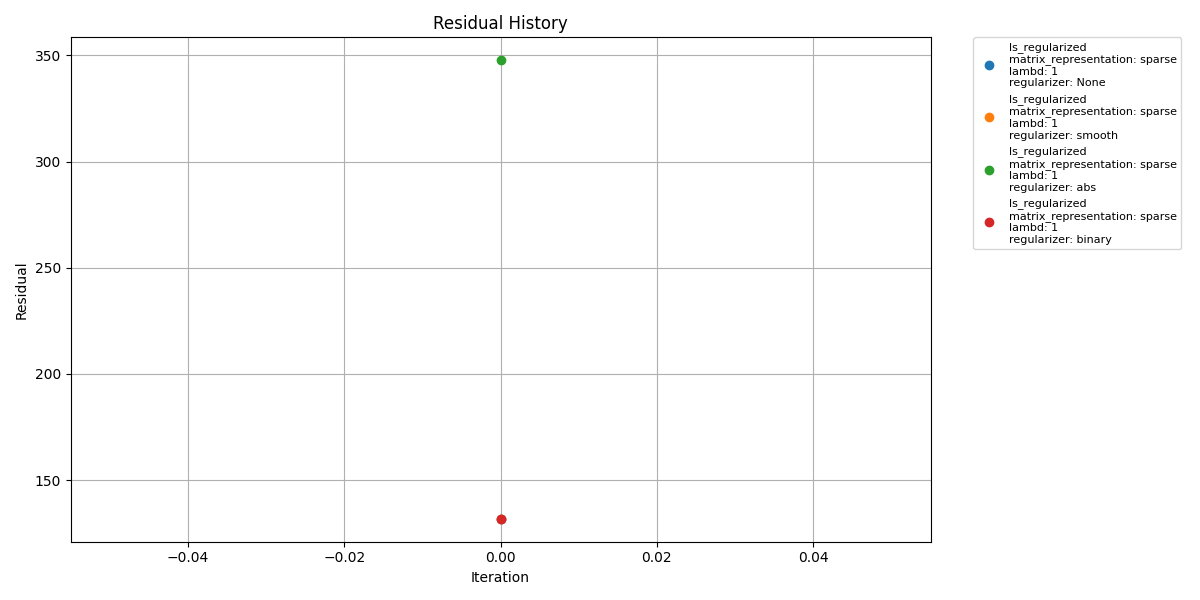 Residual History
350
300
250
200
150
Residual
−0.04
−0.02
0.00
0.02
0.04
Iteration
ls_regularized
matrix_representation: sparse
lambd: 1
regularizer: None
ls_regularized
matrix_representation: sparse
lambd: 1
regularizer: smooth
ls_regularized
matrix_representation: sparse
lambd: 1
regularizer: abs
ls_regularized
matrix_representation: sparse
lambd: 1
regularizer: binary